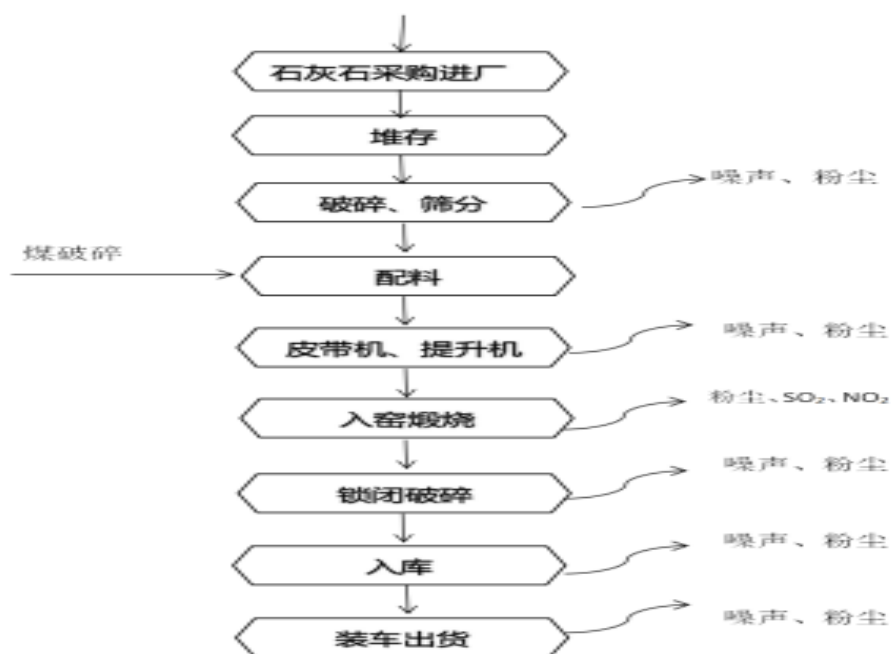 石灰石采购进厂
堆存
破碎、筛分
噪声、粉尘
煤破碎
配料
皮带机、提升机
噪声、粉尘
入窑煅烧
粉尘、SO₂、NO₂
锁闭破碎
噪声、粉尘
入库
噪声、粉尘
装车出货
噪声、粉尘